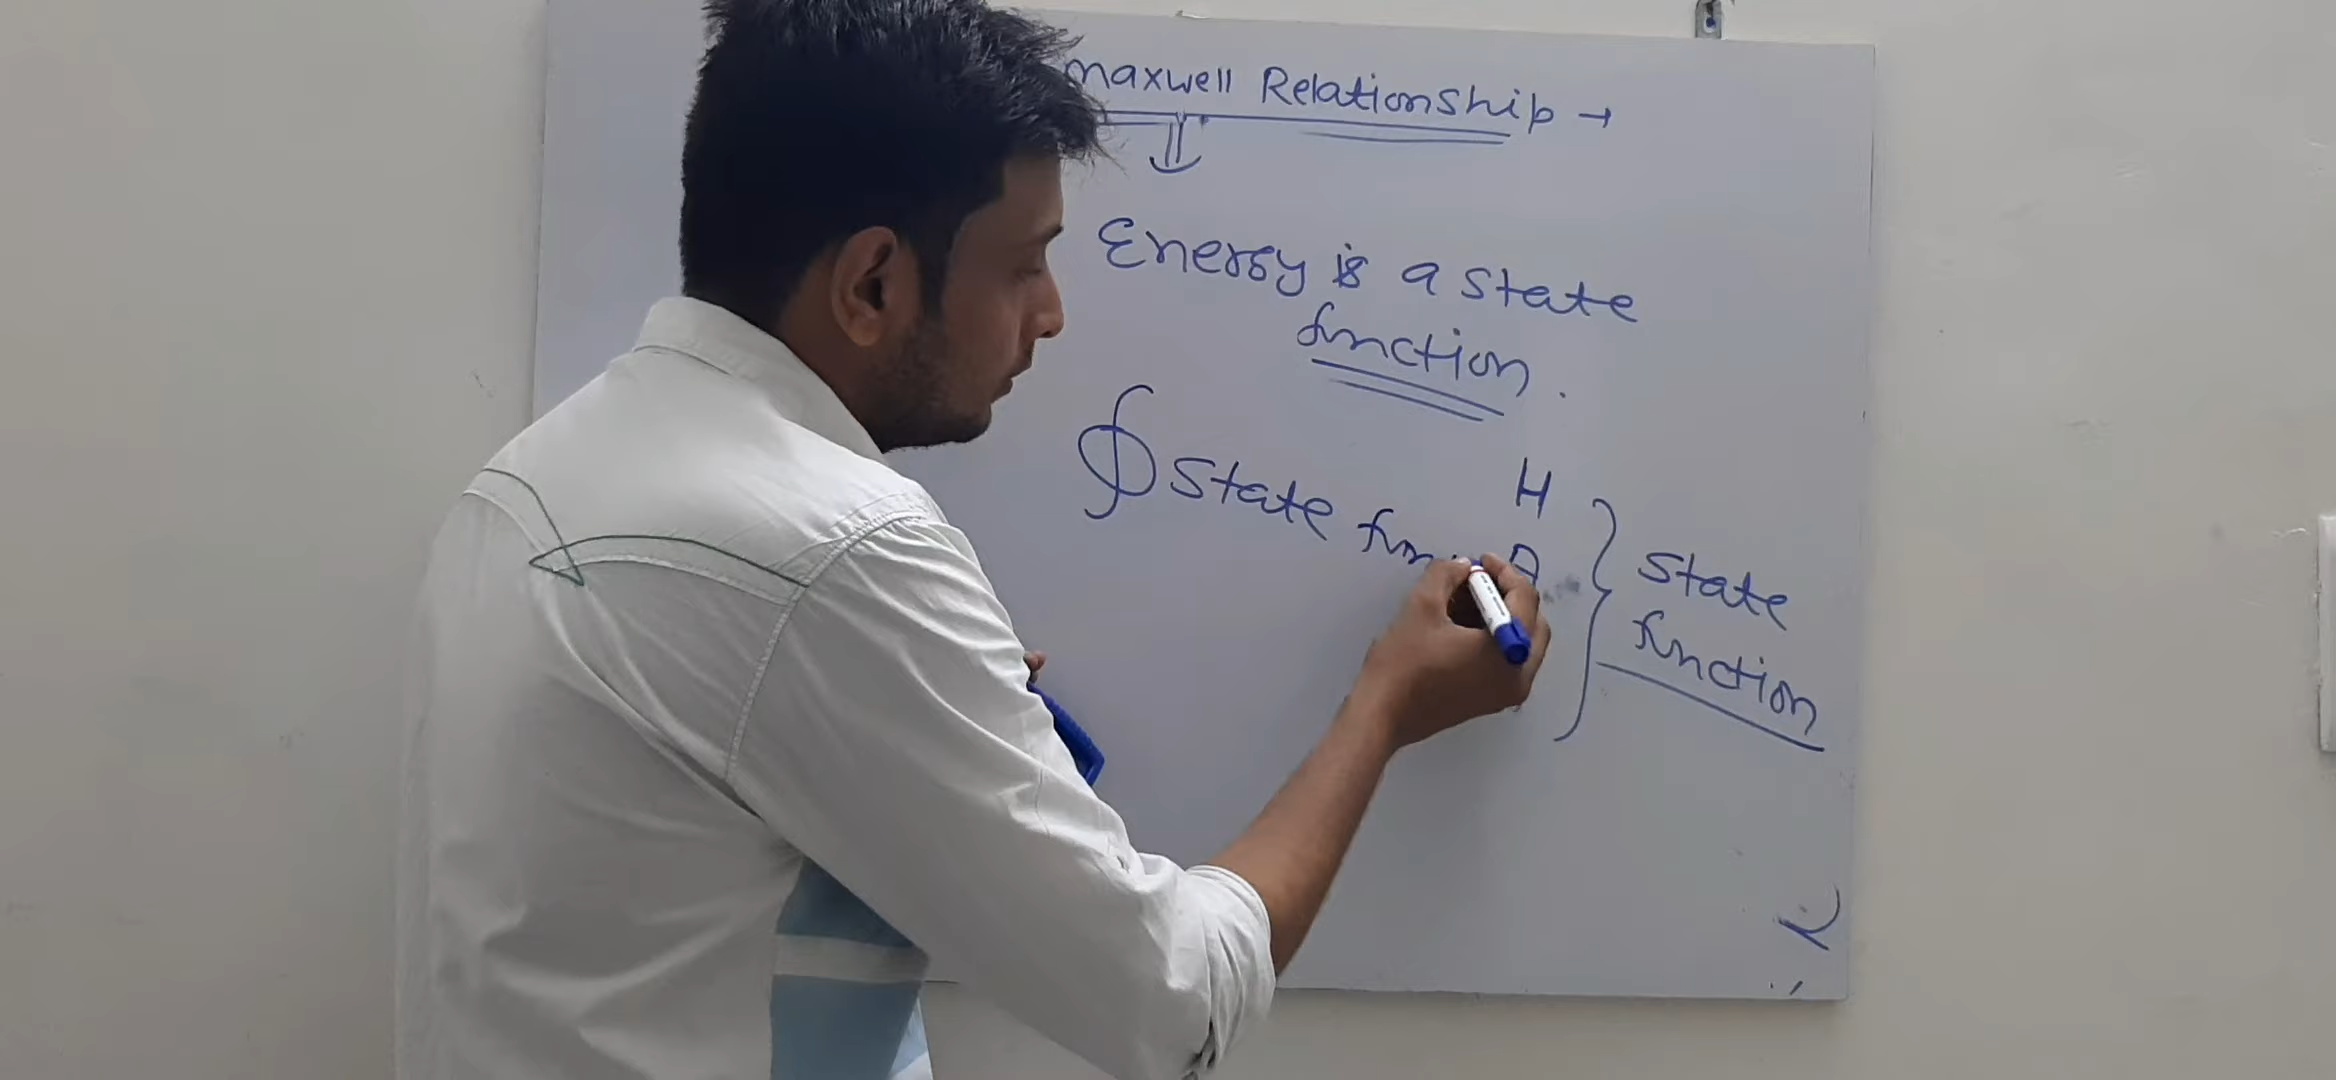 Maxwell Relationship →
Energy is a state
function.
∮ State
H
A
State
function